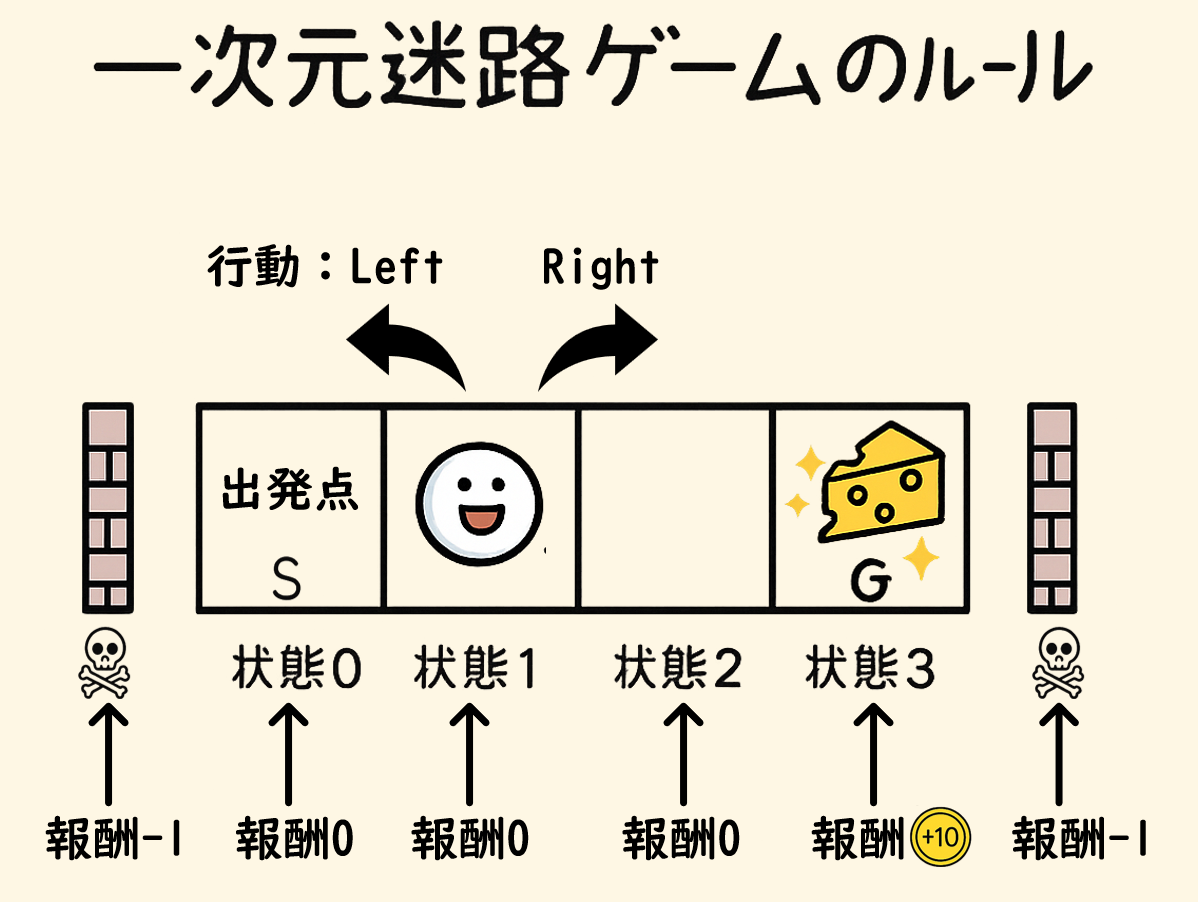 一次元迷路ゲームのルール
行動：Left Right
出発点
S
G
状態0 状態1 状態2 状態3
報酬-1 報酬0 報酬0 報酬0 報酬+10 報酬-1